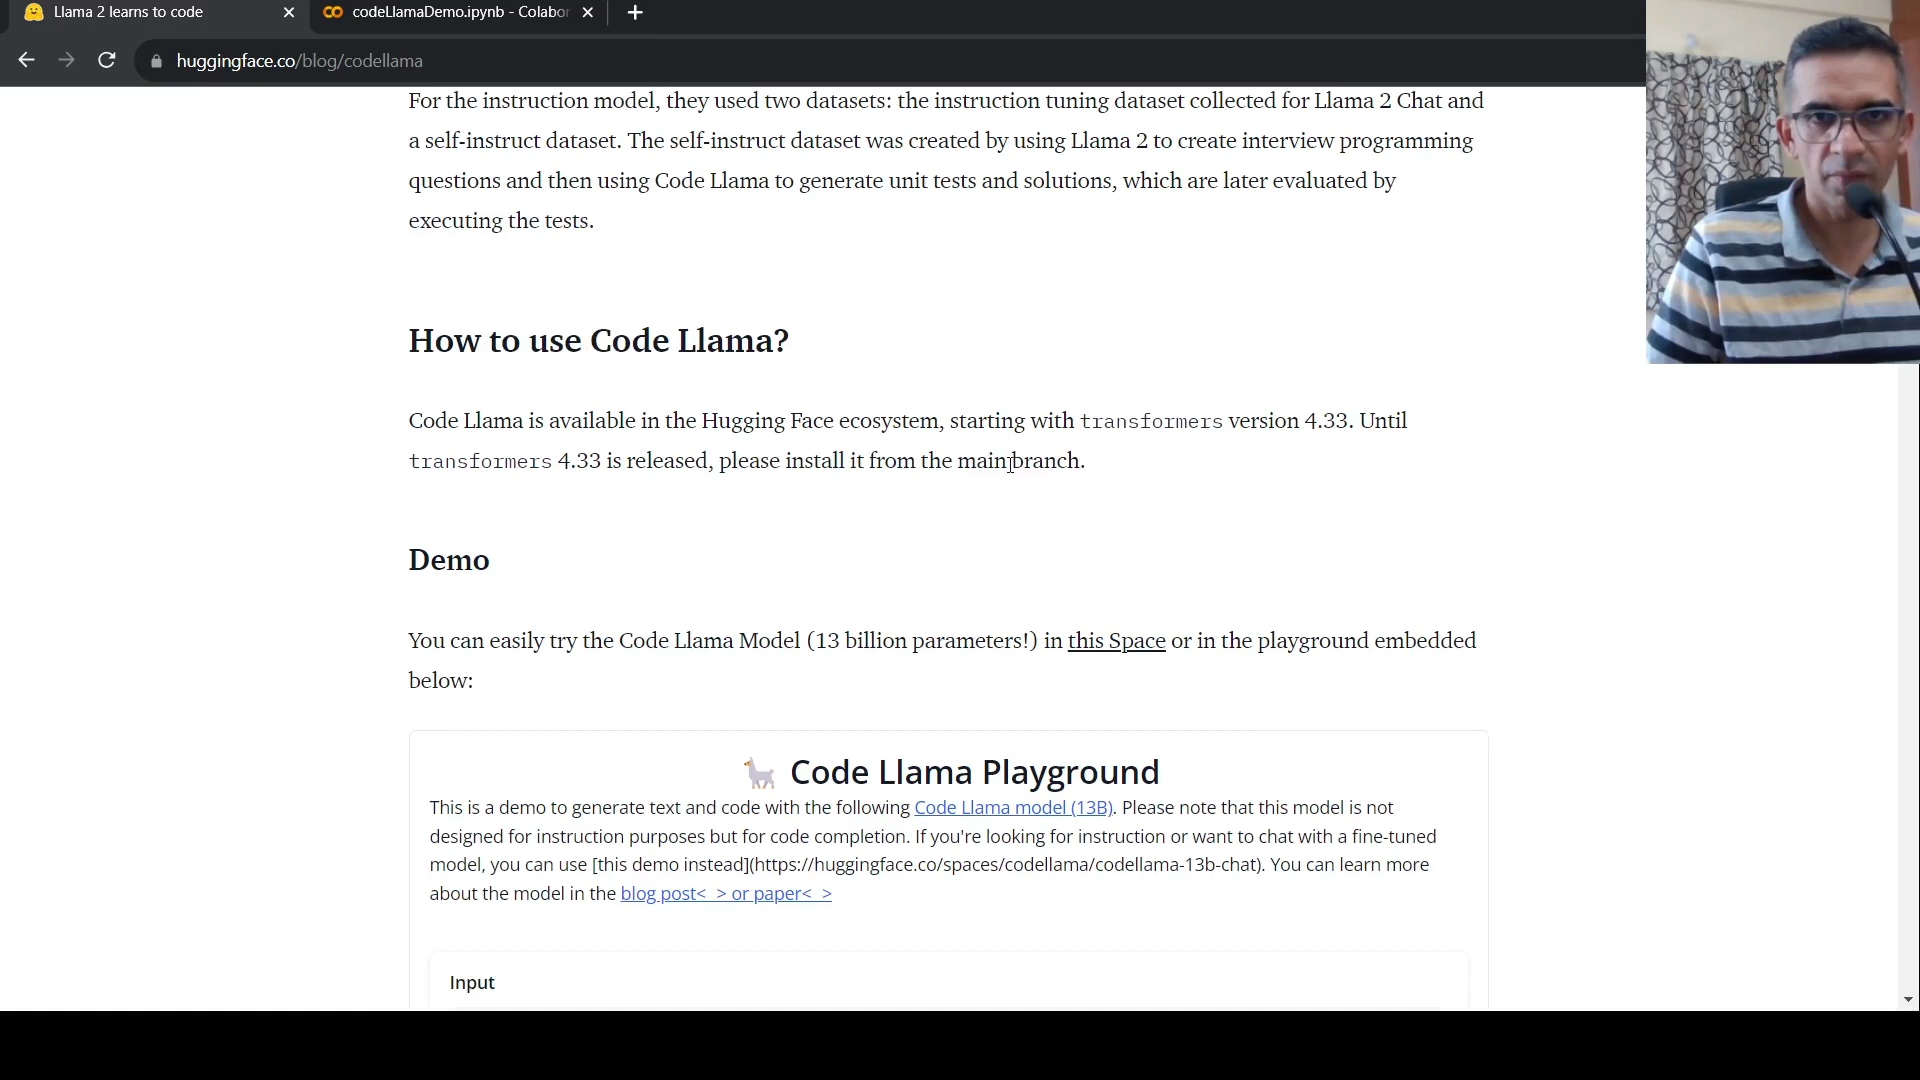 Llama 2 learns to code
codeLlamaDemo.ipynb - Colabor
huggingface.co/blog/codellama
For the instruction model, they used two datasets: the instruction tuning dataset collected for Llama 2 Chat and
a self-instruct dataset. The self-instruct dataset was created by using Llama 2 to create interview programming
questions and then using Code Llama to generate unit tests and solutions, which are later evaluated by
executing the tests.
How to use Code Llama?
Code Llama is available in the Hugging Face ecosystem, starting with transformers version 4.33. Until
transformers 4.33 is released, please install it from the main branch.
Demo
You can easily try the Code Llama Model (13 billion parameters!) in this Space or in the playground embedded
below:
Code Llama Playground
This is a demo to generate text and code with the following Code Llama model (13B). Please note that this model is not
designed for instruction purposes but for code completion. If you're looking for instruction or want to chat with a fine-tuned
model, you can use [this demo instead](https://huggingface.co/spaces/codellama/codellama-13b-chat). You can learn more
about the model in the blog post< > or paper< >
Input